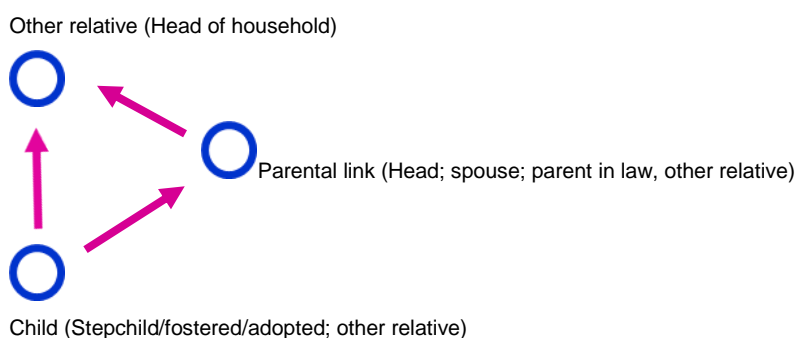 Other relative (Head of household)
Parental link (Head; spouse; parent in law, other relative)
Child (Stepchild/fostered/adopted; other relative)